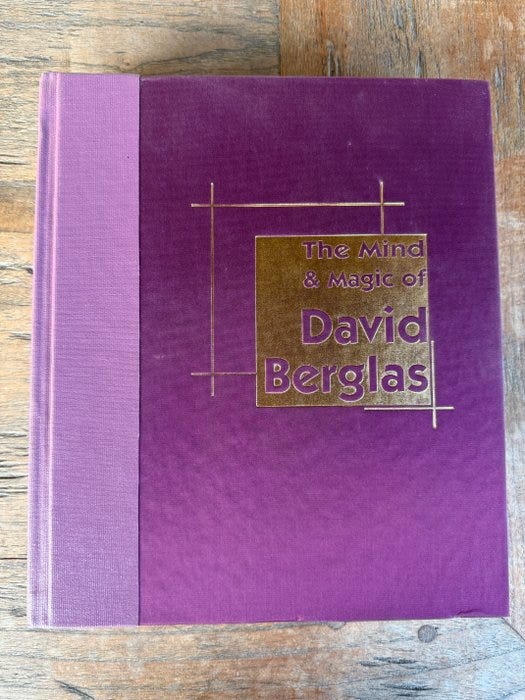 The Mind
& Magic of
David
Berglas